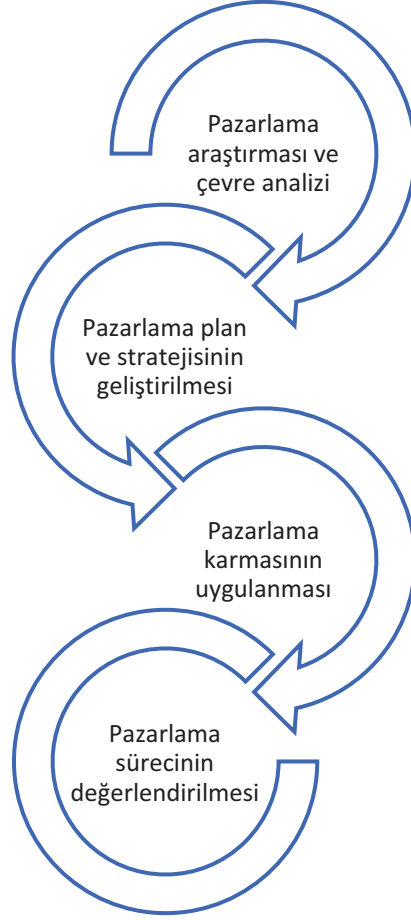 Pazarlama
araştırması ve
çevre analizi
Pazarlama plan
ve stratejisinin
geliştirilmesi
Pazarlama
karmasının
uygulanması
Pazarlama
sürecinin
değerlendirilmesi